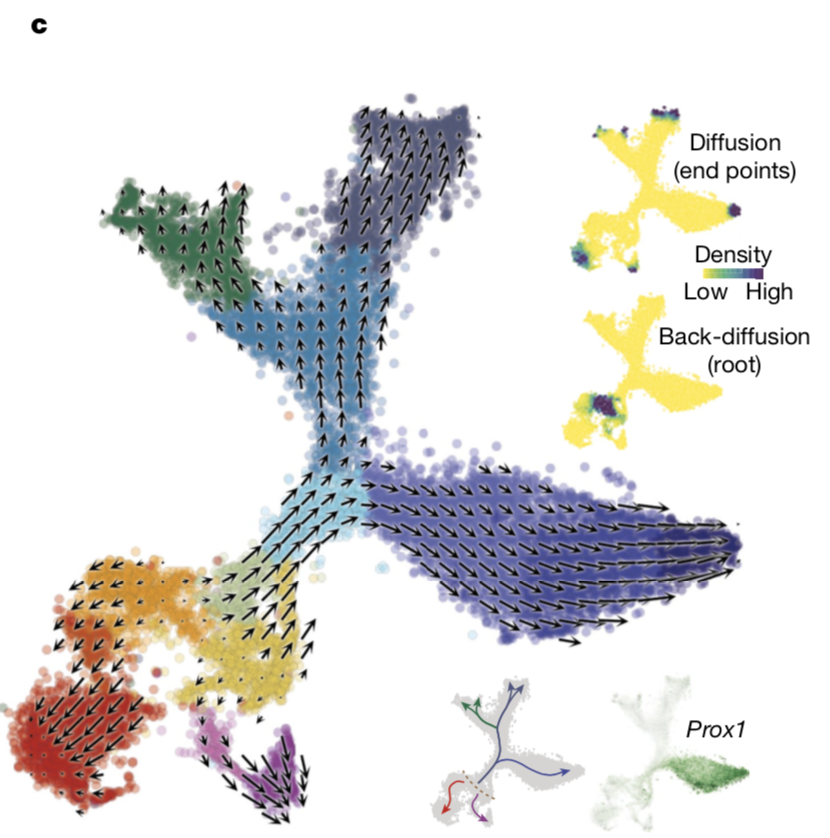 c
Diffusion
(end points)
Density
Low High
Back-diffusion
(root)
Prox1